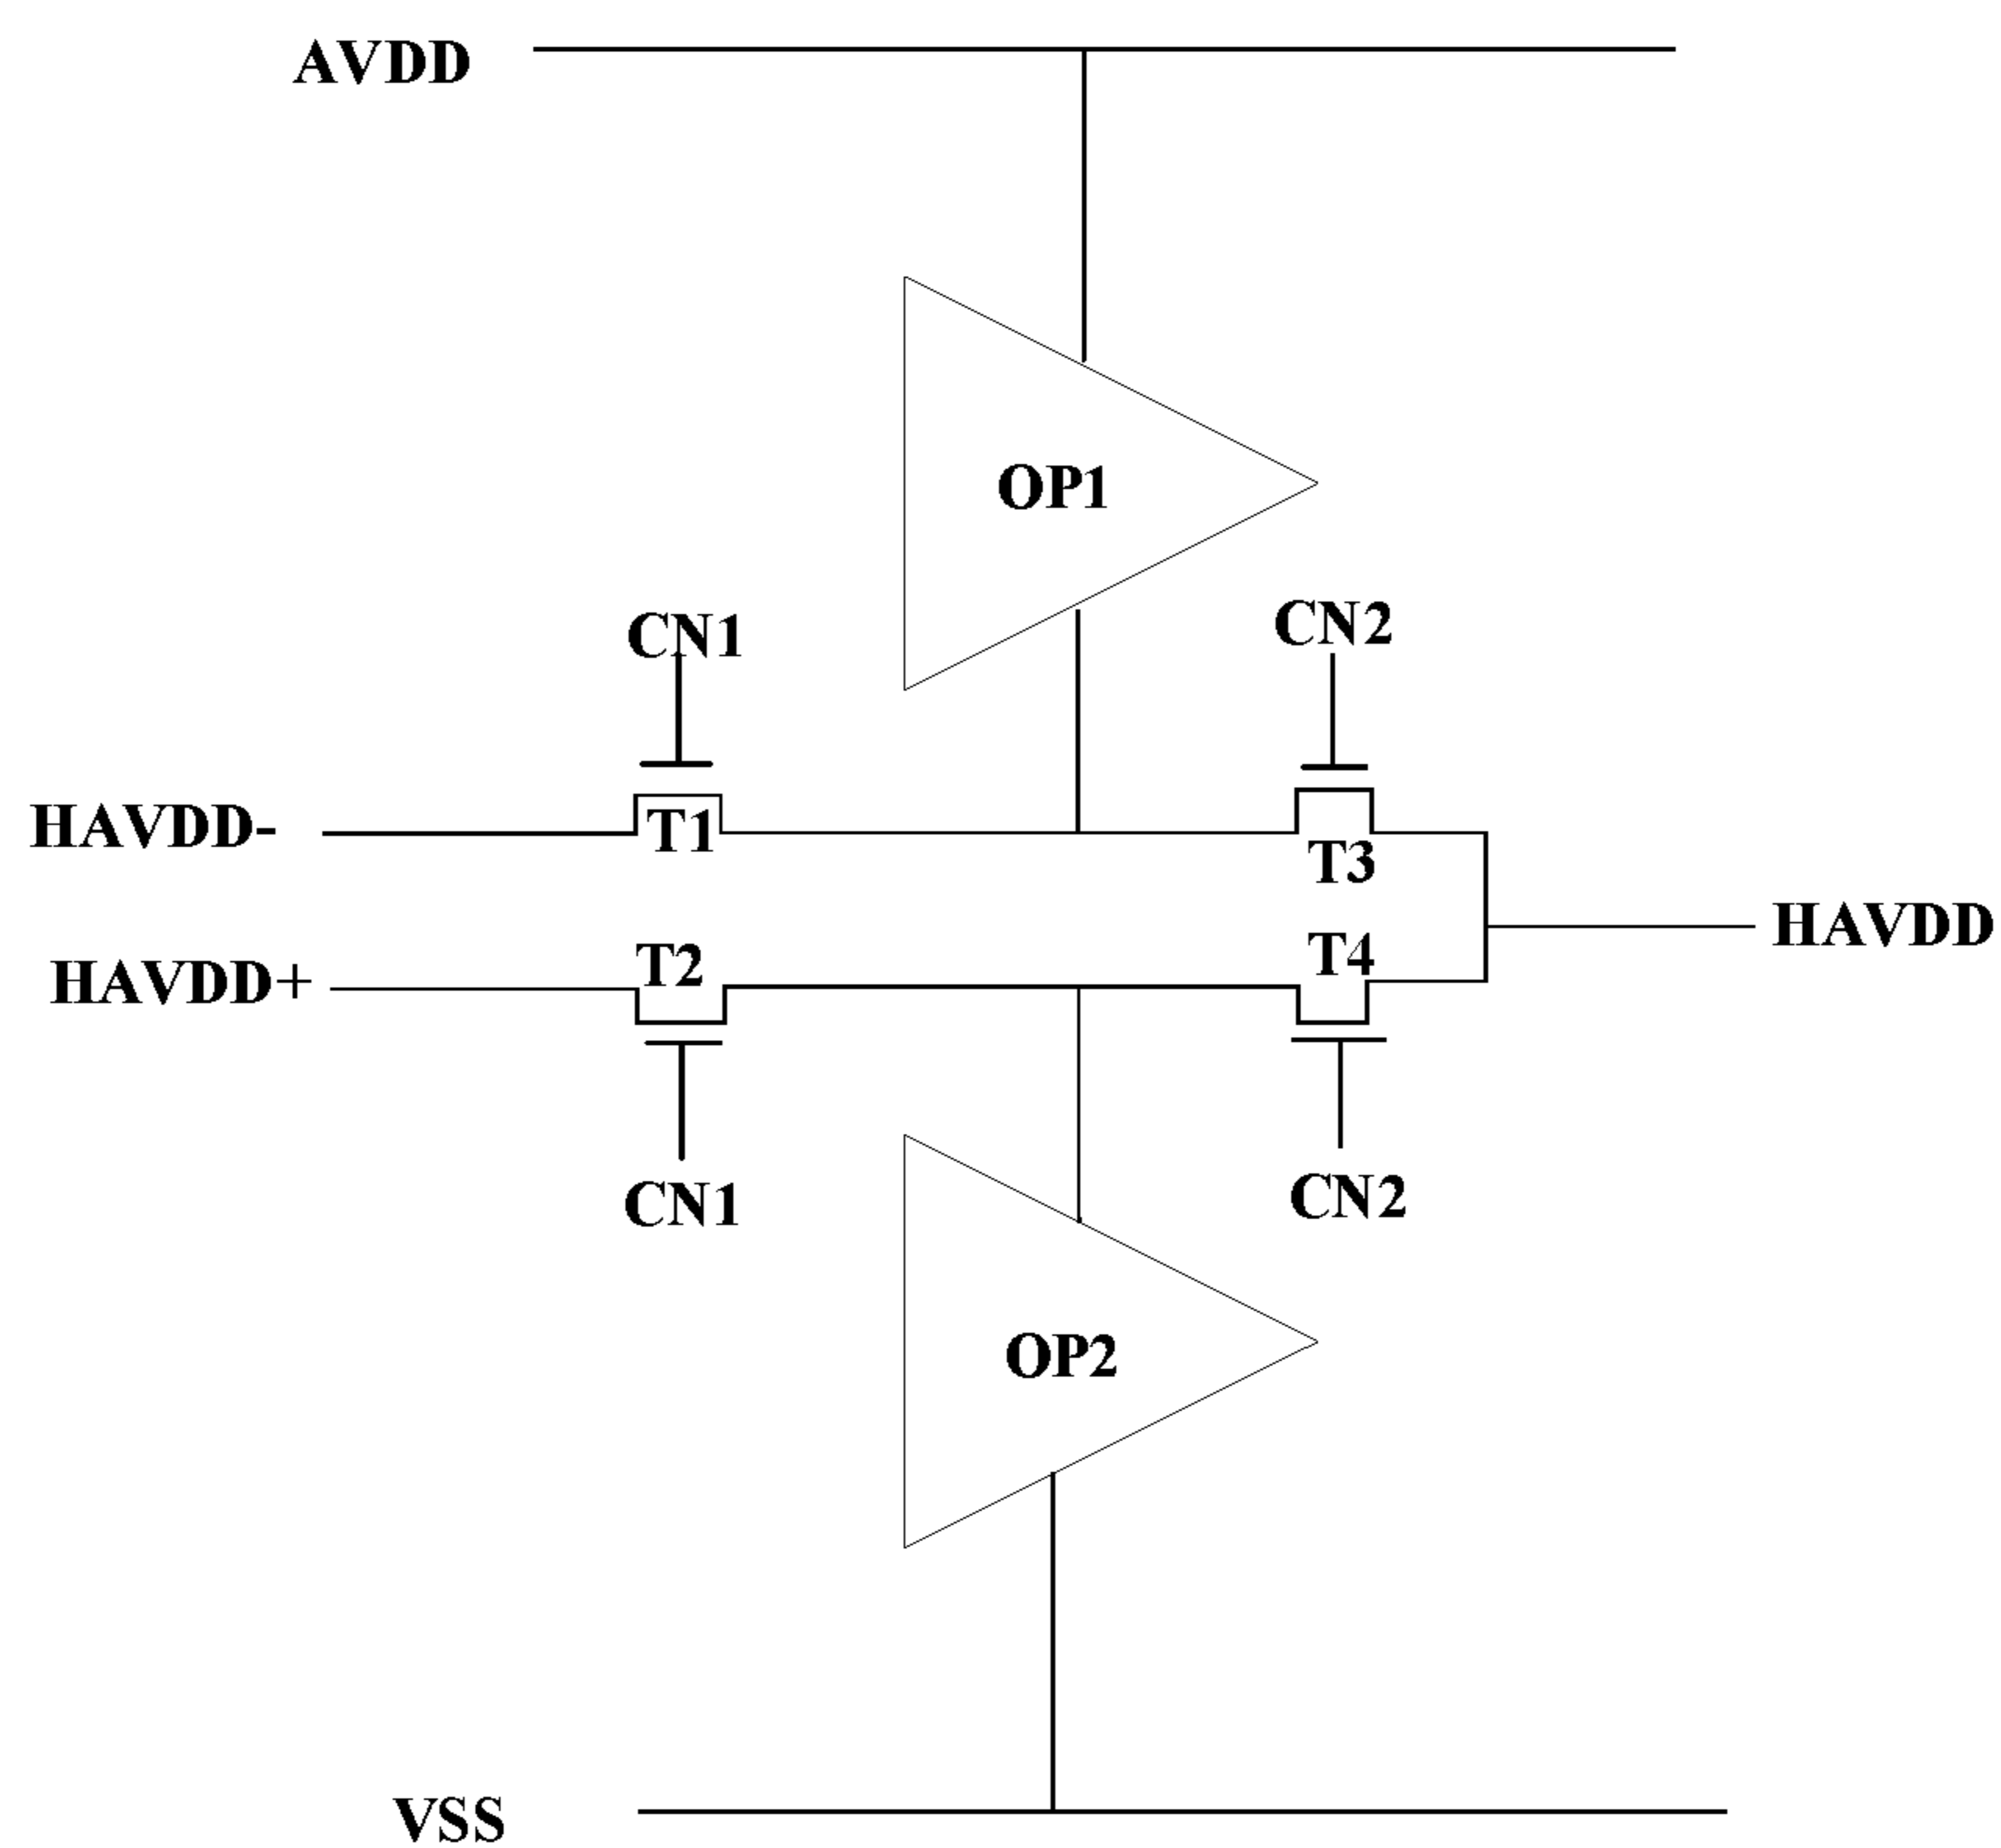 AVDD
OP1
CN1
CN2
HAVDD-
T1
T3
HAVDD
HAVDD+
T2
T4
CN1
CN2
OP2
VSS